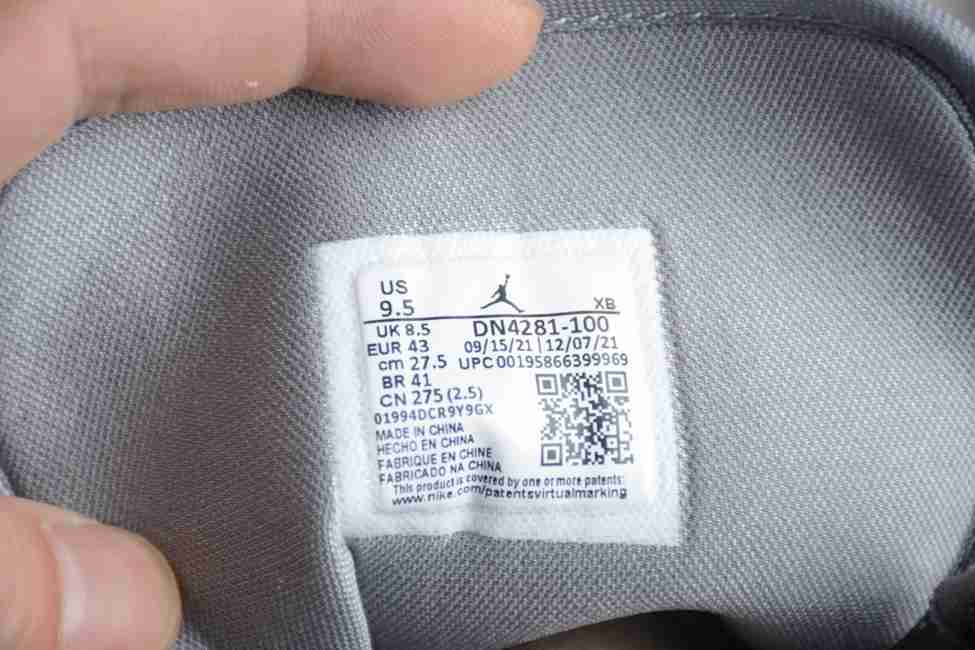 US
9.5
XB
UK 8.5
DN4281-100
EUR 43
09/15/21 | 12/07/21
cm 27.5
UPC 00195866399969
BR 41
CN 275 (2.5)
01994DCR9Y9GX
MADE IN CHINA
HECHO EN CHINA
FABRIQUE EN CHINE
FABRICADO NA CHINA
This product is covered by one or more patents:
www.nike.com/patentsvirtualmarking